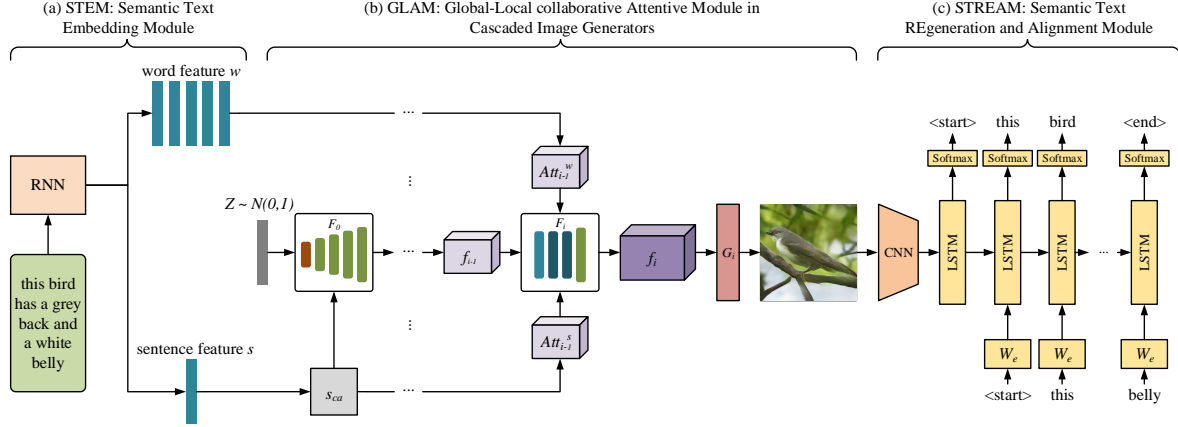 (a) STEM: Semantic Text
Embedding Module
(b) GLAM: Global-Local collaborative Attentive Module in
Cascaded Image Generators
(c) STREAM: Semantic Text
REgeneration and Alignment Module
word feature w
...
RNN
this bird
has a grey
back and
a white
belly
sentence feature s
Z ~ N(0,1)
F_0
...
f_{i-1}
...
s_{ca}
...
...
Att_{i-1}^w
F_i
Att_{i-1}^s
f_i
G_i
CNN
<start> this bird <end>
Softmax Softmax Softmax Softmax
LSTM LSTM LSTM ... LSTM
W_e W_e W_e
<start> this belly